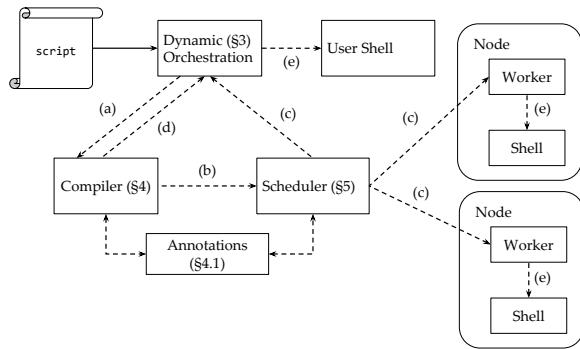 script
Dynamic (§3)
Orchestration
(e)
User Shell
Node
Worker
(e)
Shell
(a)
(d)
(c)
(c)
Compiler (§4)
(b)
Scheduler (§5)
(c)
Annotations
(§4.1)
Node
Worker
(e)
Shell